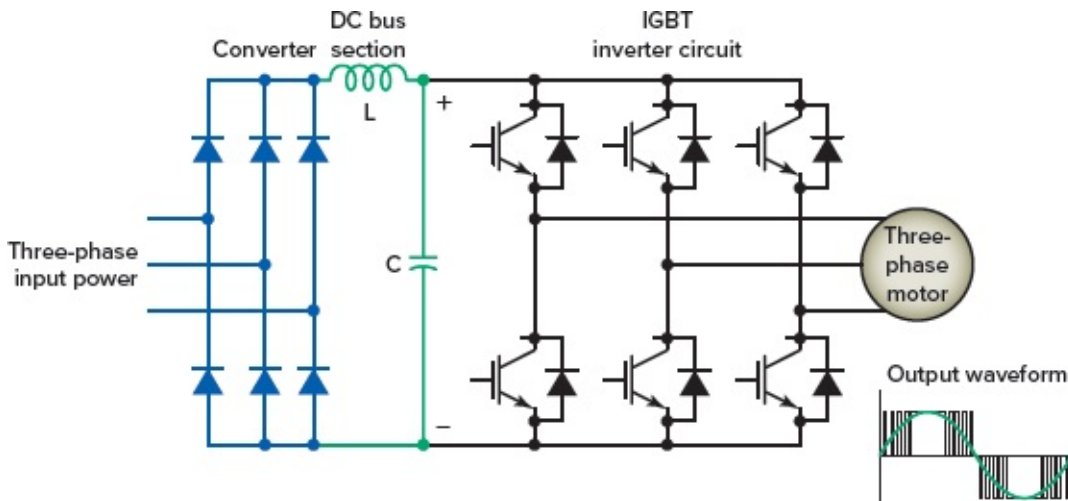 DC bus
section
Converter
IGBT
inverter circuit
L
+
C
−
Three-phase
input power
Three-
phase
motor
Output waveform